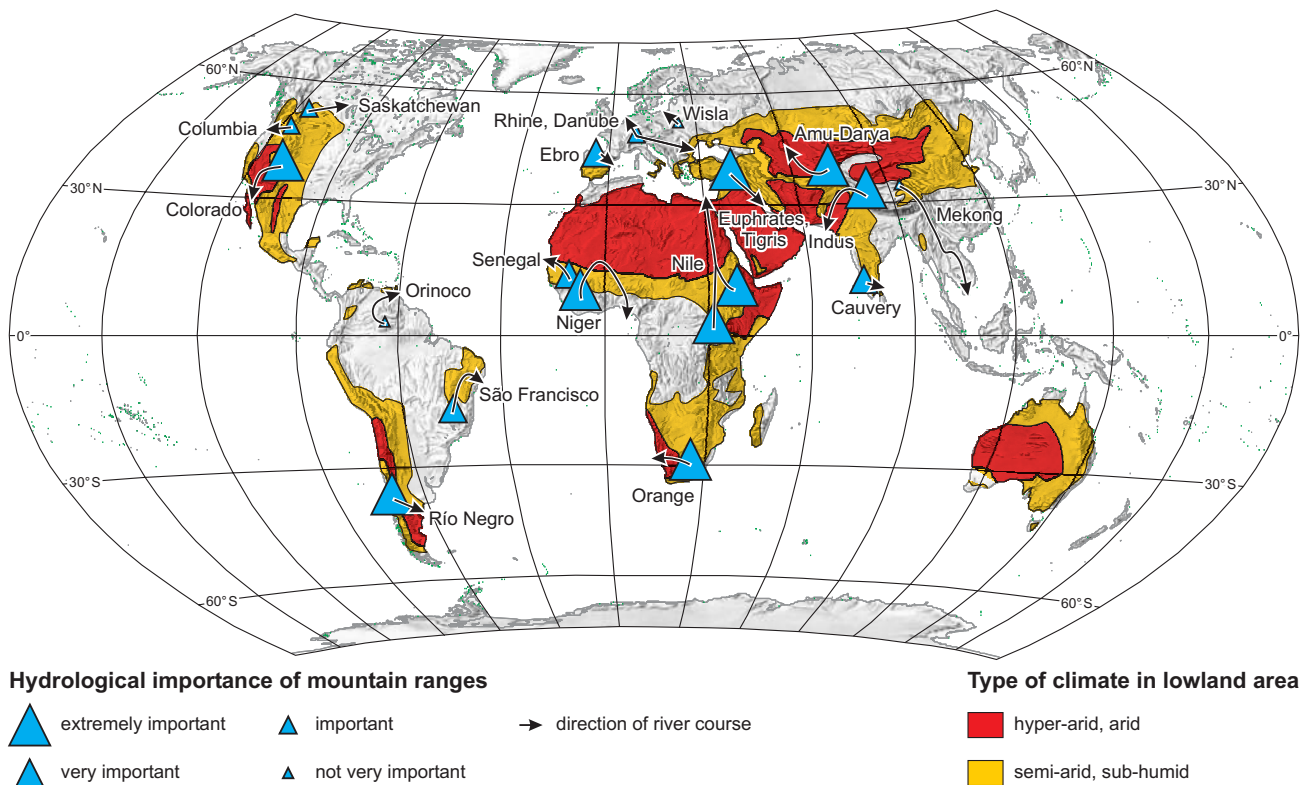 60°N
60°N
Saskatchewan
Columbia
Rhine, Danube
Wisla
Amu-Darya
Ebro
30°N
30°N
Colorado
Mekong
Euphrates,
Tigris
Indus
Senegal
Nile
Orinoco
Cauvery
Niger
0°
0°
São Francisco
30°S
30°S
Orange
Río Negro
60°S
60°S
Hydrological importance of mountain ranges
extremely important
important
direction of river course
very important
not very important
Type of climate in lowland area
hyper-arid, arid
semi-arid, sub-humid